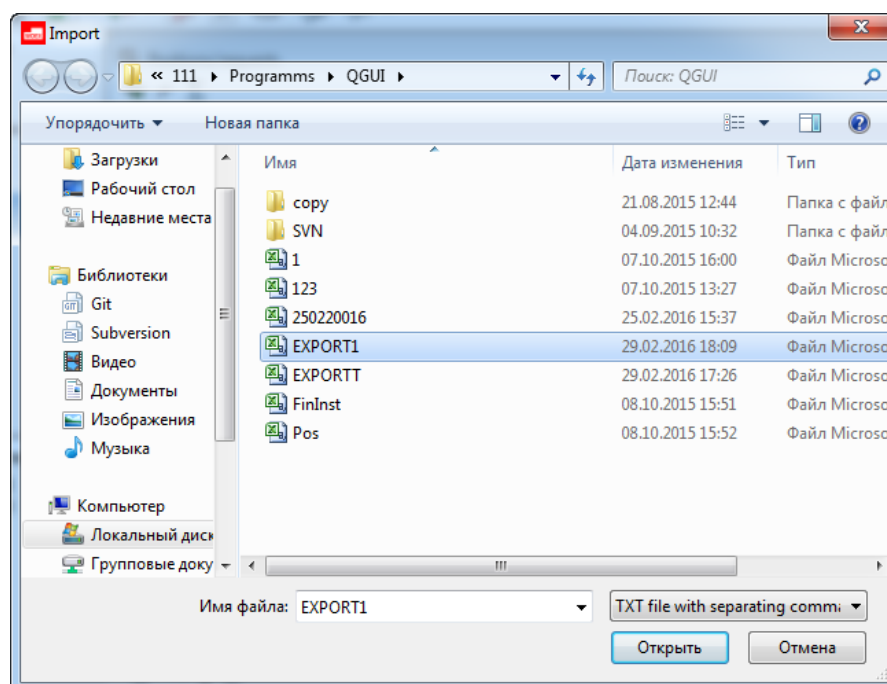 Import
« 111 Programms QGUI
Поиск: QGUI
Упорядочить Новая папка
Загрузки
Рабочий стол
Недавние места
Библиотеки
Git
Subversion
Видео
Документы
Изображения
Музыка
Компьютер
Локальный диск
Групповые доку
Имя Дата изменения Тип
copy 21.08.2015 12:44 Папка с файл
SVN 04.09.2015 10:32 Папка с файл
1 07.10.2015 16:00 Файл Microso
123 07.10.2015 13:27 Файл Microso
250220016 25.02.2016 15:37 Файл Microso
EXPORT1 29.02.2016 18:09 Файл Microso
EXPORTT 29.02.2016 17:26 Файл Microso
FinInst 08.10.2015 15:51 Файл Microso
Pos 08.10.2015 15:52 Файл Microso
Имя файла: EXPORT1 TXT file with separating comma
Открыть Отмена